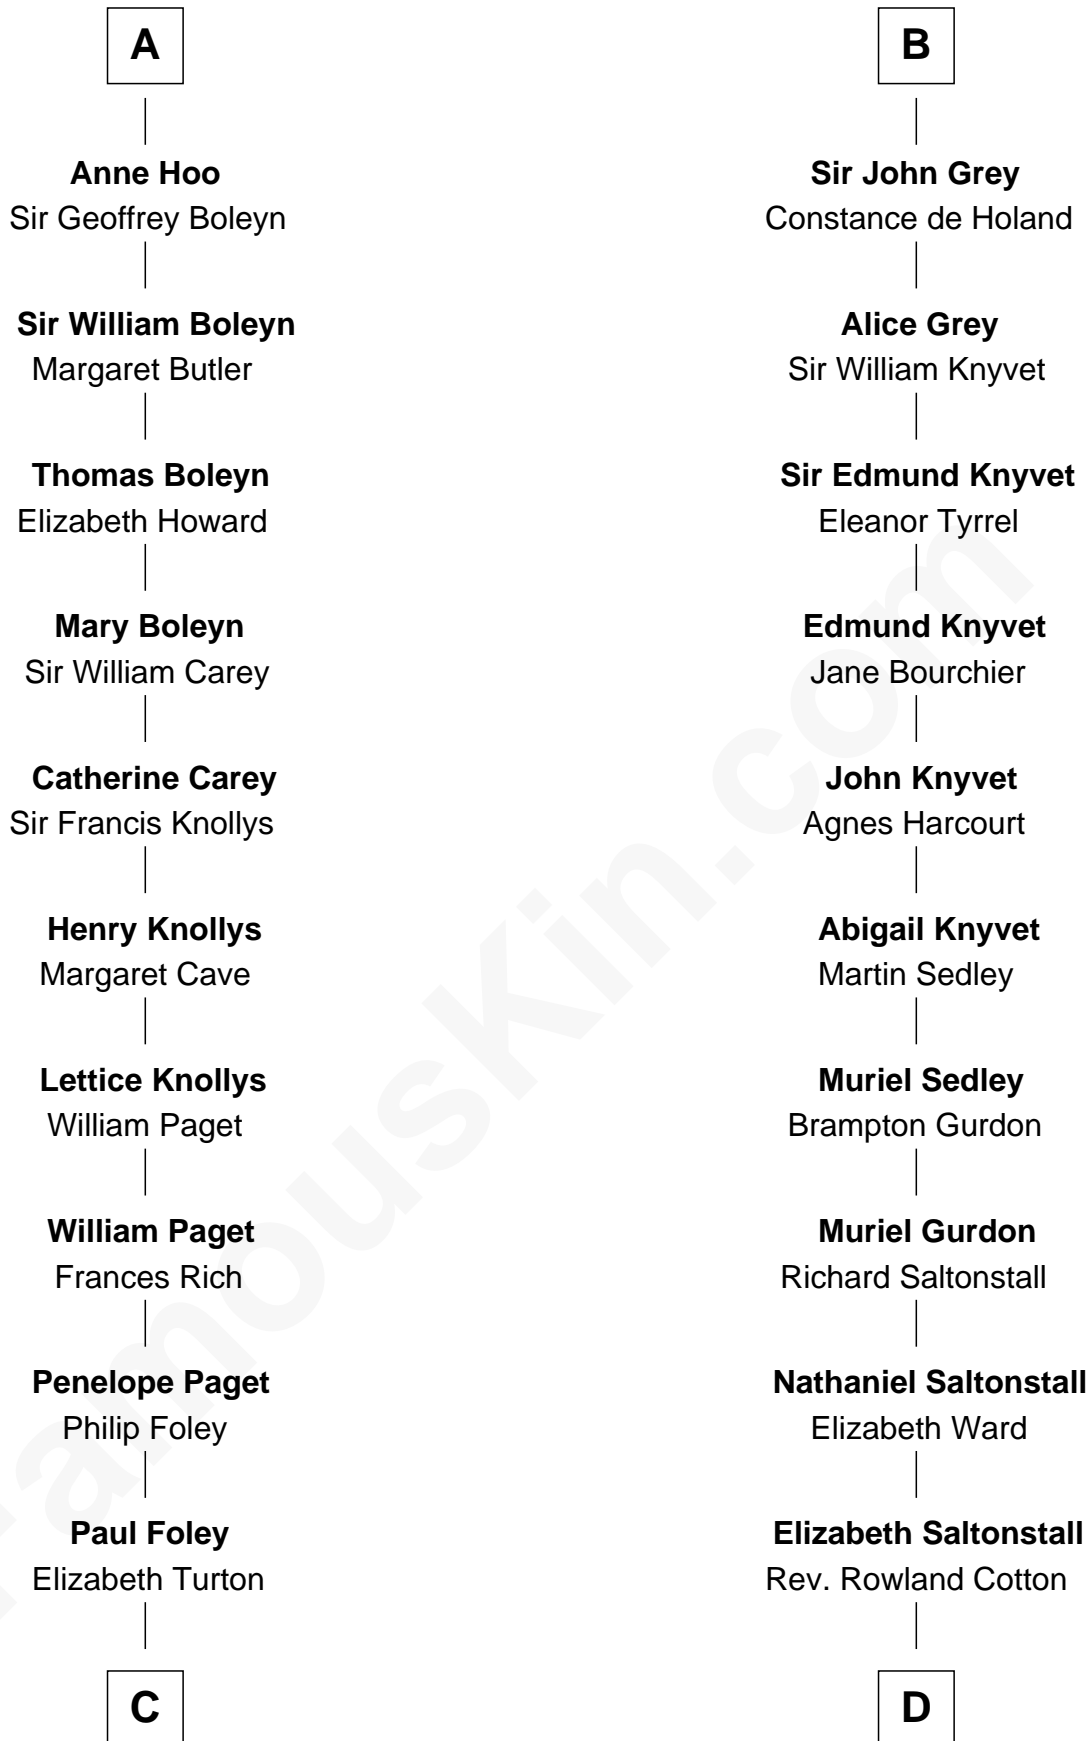 A
Anne Hoo
Sir Geoffrey Boleyn
Sir William Boleyn
Margaret Butler
Thomas Boleyn
Elizabeth Howard
Mary Boleyn
Sir William Carey
Catherine Carey
Sir Francis Knollys
Henry Knollys
Margaret Cave
Lettice Knollys
William Paget
William Paget
Frances Rich
Penelope Paget
Philip Foley
Paul Foley
Elizabeth Turton
C
B
Sir John Grey
Constance de Holand
Alice Grey
Sir William Knyvet
Sir Edmund Knyvet
Eleanor Tyrrel
Edmund Knyvet
Jane Bourchier
John Knyvet
Agnes Harcourt
Abigail Knyvet
Martin Sedley
Muriel Sedley
Brampton Gurdon
Muriel Gurdon
Richard Saltonstall
Nathaniel Saltonstall
Elizabeth Ward
Elizabeth Saltonstall
Rev. Rowland Cotton
D
FamousKin.com